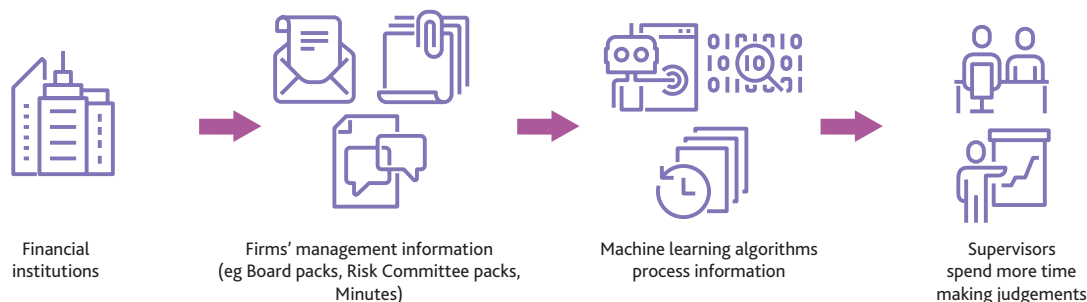 Financial
institutions
Firms’ management information
(eg Board packs, Risk Committee packs,
Minutes)
Machine learning algorithms
process information
Supervisors
spend more time
making judgements